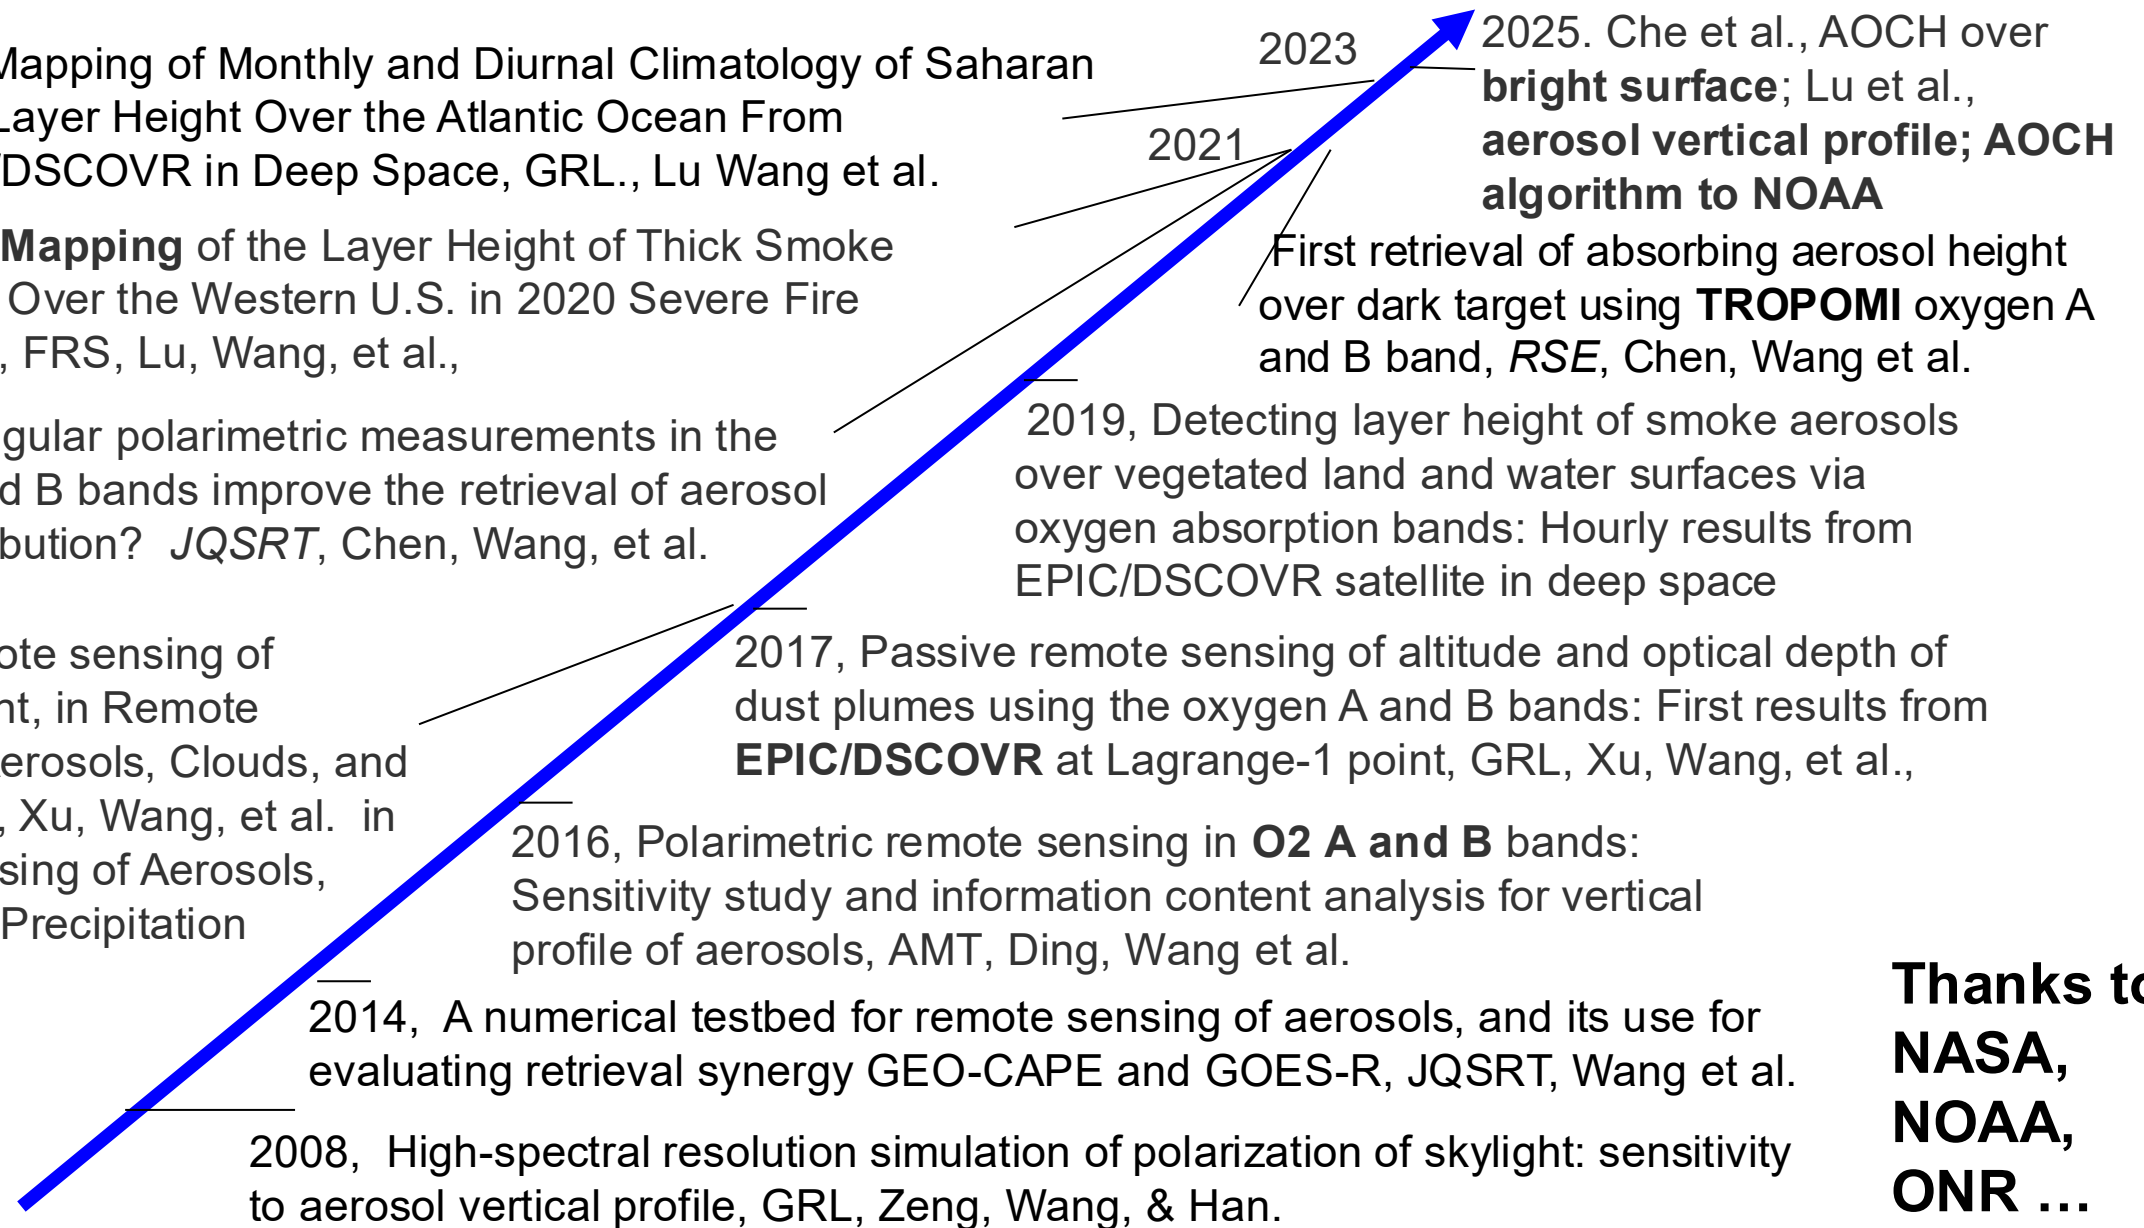 2023
Mapping of Monthly and Diurnal Climatology of Saharan
Layer Height Over the Atlantic Ocean From
/DSCOVR in Deep Space, GRL., Lu Wang et al.
2021
Mapping of the Layer Height of Thick Smoke
Over the Western U.S. in 2020 Severe Fire
, FRS, Lu, Wang, et al.,
gular polarimetric measurements in the
d B bands improve the retrieval of aerosol
bution? JQSRT, Chen, Wang, et al.
ote sensing of
nt, in Remote
erosols, Clouds, and
, Xu, Wang, et al. in
sing of Aerosols,
Precipitation
2025. Che et al., AOCH over
bright surface; Lu et al.,
aerosol vertical profile; AOCH
algorithm to NOAA
First retrieval of absorbing aerosol height
over dark target using TROPOMI oxygen A
and B band, RSE, Chen, Wang et al.
2019, Detecting layer height of smoke aerosols
over vegetated land and water surfaces via
oxygen absorption bands: Hourly results from
EPIC/DSCOVR satellite in deep space
2017, Passive remote sensing of altitude and optical depth of
dust plumes using the oxygen A and B bands: First results from
EPIC/DSCOVR at Lagrange-1 point, GRL, Xu, Wang, et al.,
2016, Polarimetric remote sensing in O2 A and B bands:
Sensitivity study and information content analysis for vertical
profile of aerosols, AMT, Ding, Wang et al.
2014, A numerical testbed for remote sensing of aerosols, and its use for
evaluating retrieval synergy GEO-CAPE and GOES-R, JQSRT, Wang et al.
2008, High-spectral resolution simulation of polarization of skylight: sensitivity
to aerosol vertical profile, GRL, Zeng, Wang, & Han.
Thanks to
NASA,
NOAA,
ONR …